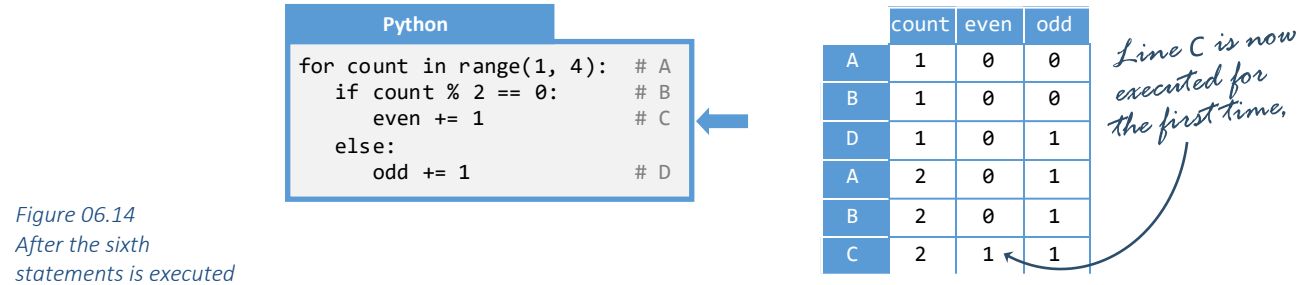 Python
for count in range(1, 4): # A
if count % 2 == 0: # B
even += 1 # C
else:
odd += 1 # D
Figure 06.14
After the sixth
statements is executed
count even odd
A 1 0 0
B 1 0 0
D 1 0 1
A 2 0 1
B 2 0 1
C 2 1 1
Line C is now
executed for
the first time,